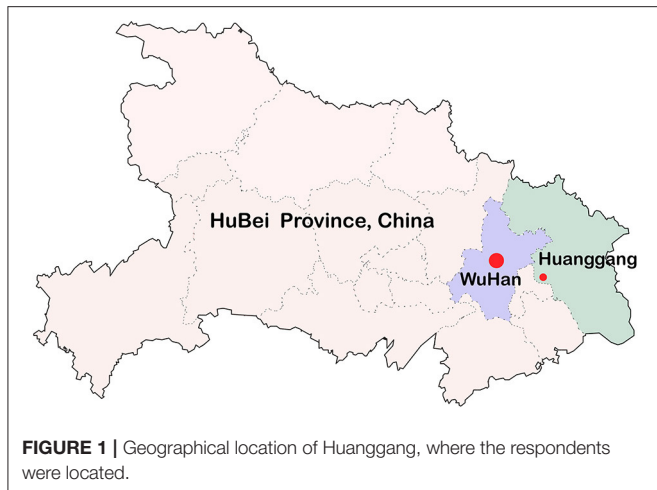 HuBei Province, China
Huanggang
WuHan
FIGURE 1 | Geographical location of Huanggang, where the respondents
were located.